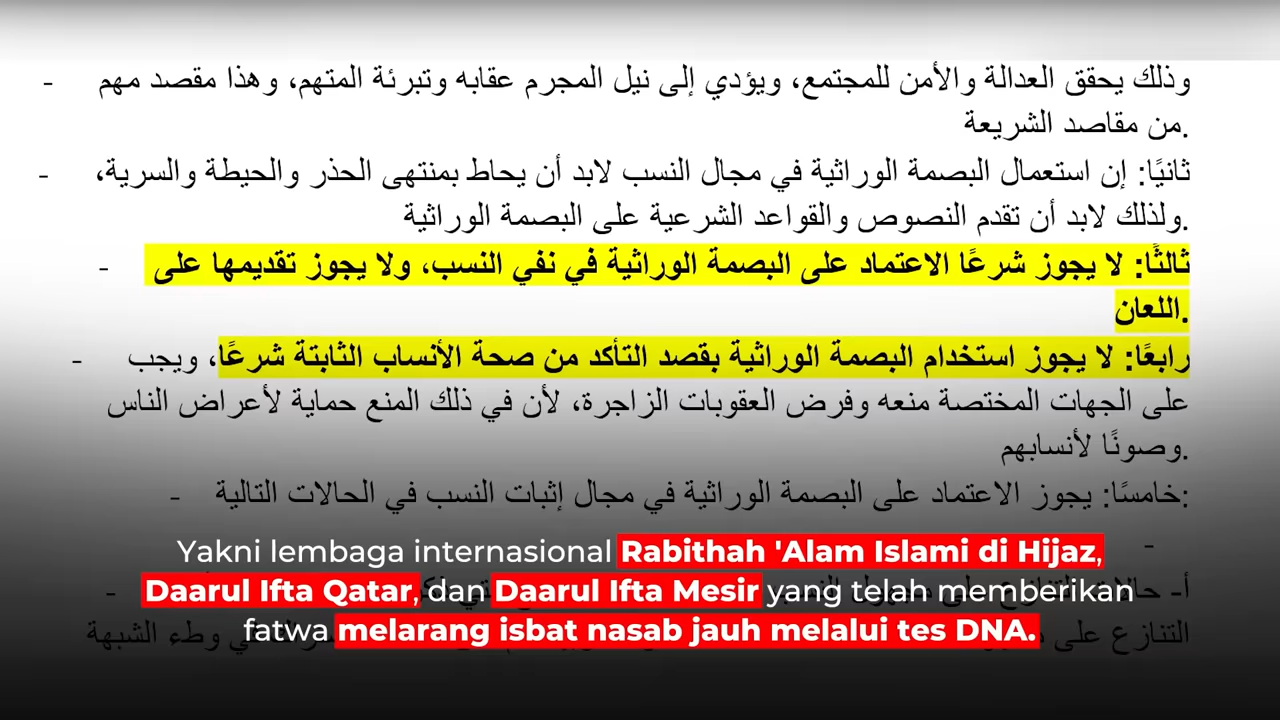 وذلك يحقق العدالة والأمن للمجتمع، ويؤدي إلى نيل المجرم عقابه وتبرئة المتهم، وهذا مقصد مهم -
من مقاصد الشريعة.
ثانيًا: إن استعمال البصمة الوراثية في مجال النسب لابد أن يحاط بمنتهى الحذر والحيطة والسرية، -
ولذلك لابد أن تقدم النصوص والقواعد الشرعية على البصمة الوراثية.
ثالثًا: لا يجوز شرعًا الاعتماد على البصمة الوراثية في نفي النسب، ولا يجوز تقديمها على -
اللعان.
رابعًا: لا يجوز استخدام البصمة الوراثية بقصد التأكد من صحة الأنساب الثابتة شرعًا، ويجب -
على الجهات المختصة منعه وفرض العقوبات الزاجرة، لأن في ذلك المنع حماية لأعراض الناس
وصونًا لأنسابهم.
خامسًا: يجوز الاعتماد على البصمة الوراثية في مجال إثبات النسب في الحالات التالية: -
-
Yakni lembaga internasional Rabithah 'Alam Islami di Hijaz,
Daarul Ifta Qatar, dan Daarul Ifta Mesir yang telah memberikan
fatwa melarang isbat nasab jauh melalui tes DNA.
أ- حالات -
التنازع على
وطء الشبهة